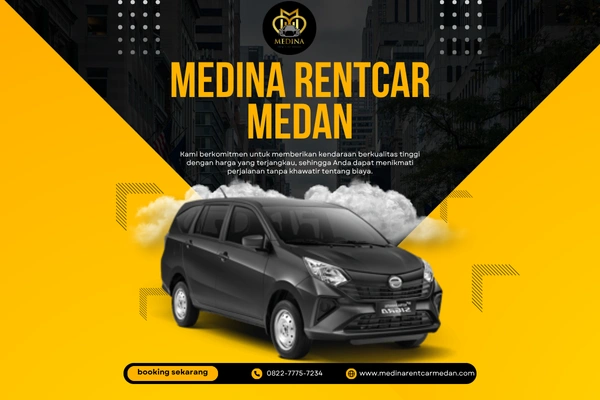 MEDINA
MEDINA RENTCAR
MEDAN
Kami berkomitmen untuk memberikan kendaraan berkualitas tinggi
dengan harga yang terjangkau, sehingga Anda dapat menikmati
perjalanan tanpa khawatir tentang biaya.
booking sekarang
0822-7775-7234
www.medinarentcarmedan.com